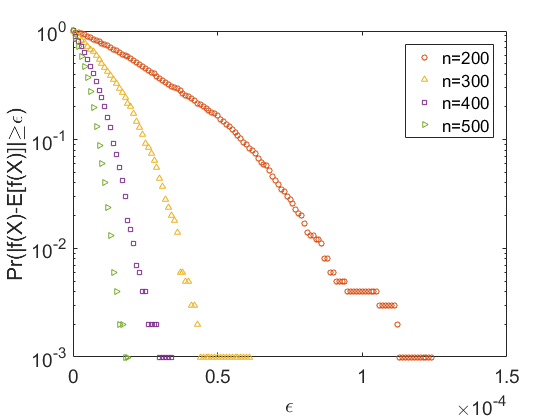 10^0
10^-1
10^-2
10^-3
Pr(|f(X)-E[f(X)]|≥ϵ)
n=200
n=300
n=400
n=500
0 0.5 1 1.5
ϵ
×10^-4